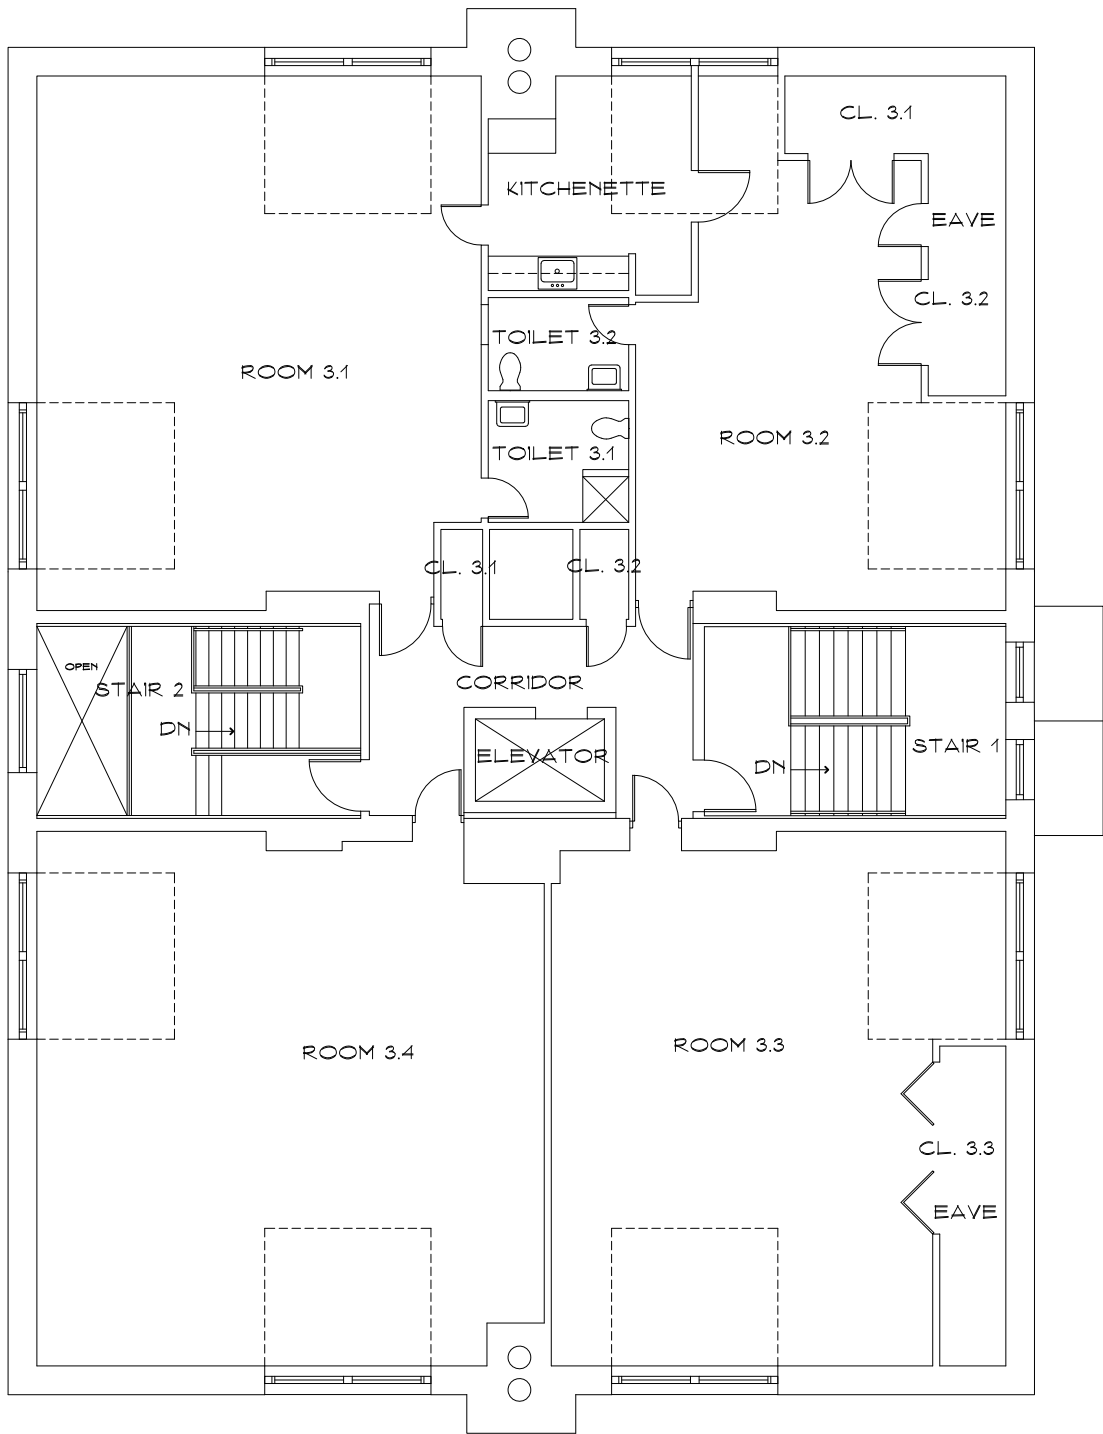 CL. 3.1
KITCHENETTE
EAVE
CL. 3.2
TOILET 3.2
ROOM 3.1
ROOM 3.2
TOILET 3.1
CL. 3.1
CL. 3.2
OPEN
STAIR 2
CORRIDOR
DN
STAIR 1
ELEVATOR
DN
ROOM 3.4
ROOM 3.3
CL. 3.3
EAVE